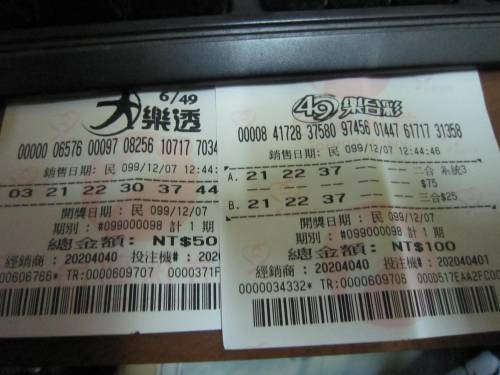 6/49
大樂透
00000 06576 00097 08256 10717 7034
銷售日期: 民 099/12/07 12:44:
03 21 22 30 37 44
開獎日期 : 民 099/12/07
期別 : #099000098 計 1 期
總金額: NT$50
經銷商 : 20204040 投注機# :
0000606766* TR:0000609707 0000371F
49樂合彩
00008 41728 37580 97456 01447 61717 31358
銷售日期: 民 099/12/07 12:44:46
A. 21 22 37 -- -- -- 二合 系統3
$75
B. 21 22 37 -- -- -- 三合$25
開獎日期 : 民 099/12/07
期別 : #099000098 計 1 期
總金額: NT$100
經銷商 : 20204040 投注機# : 020204401
0000034332* TR:0000609706 0000D517EAA2FC0